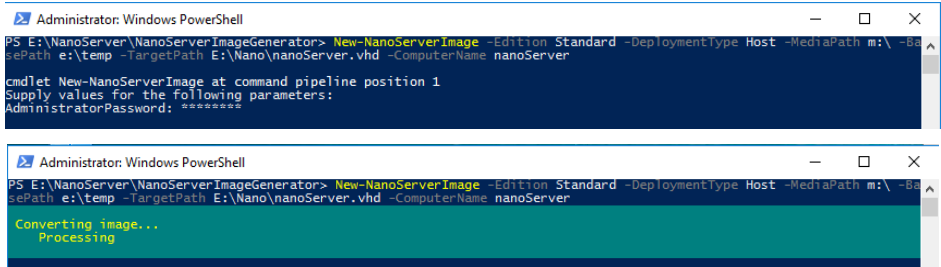 Administrator: Windows PowerShell
PS E:\NanoServer\NanoServerImageGenerator> New-NanoServerImage -Edition Standard -DeploymentType Host -MediaPath m:\ -Ba
sePath e:\temp -TargetPath E:\Nano\nanoServer.vhd -ComputerName nanoServer
cmdlet New-NanoServerImage at command pipeline position 1
Supply values for the following parameters:
AdministratorPassword: ********
Administrator: Windows PowerShell
PS E:\NanoServer\NanoServerImageGenerator> New-NanoServerImage -Edition Standard -DeploymentType Host -MediaPath m:\ -Ba
sePath e:\temp -TargetPath E:\Nano\nanoServer.vhd -ComputerName nanoServer
Converting image...
Processing